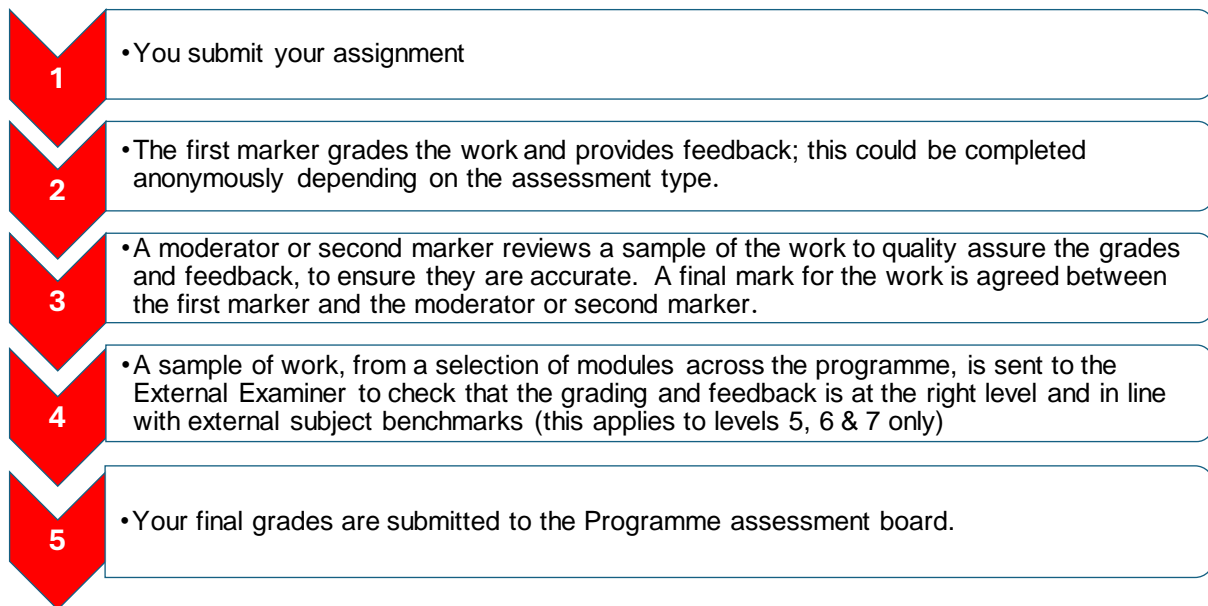 1
•You submit your assignment
2
•The first marker grades the work and provides feedback; this could be completed
anonymously depending on the assessment type.
3
•A moderator or second marker reviews a sample of the work to quality assure the grades
and feedback, to ensure they are accurate.  A final mark for the work is agreed between
the first marker and the moderator or second marker.
4
•A sample of work, from a selection of modules across the programme, is sent to the
External Examiner to check that the grading and feedback is at the right level and in line
with external subject benchmarks (this applies to levels 5, 6 & 7 only)
5
•Your final grades are submitted to the Programme assessment board.